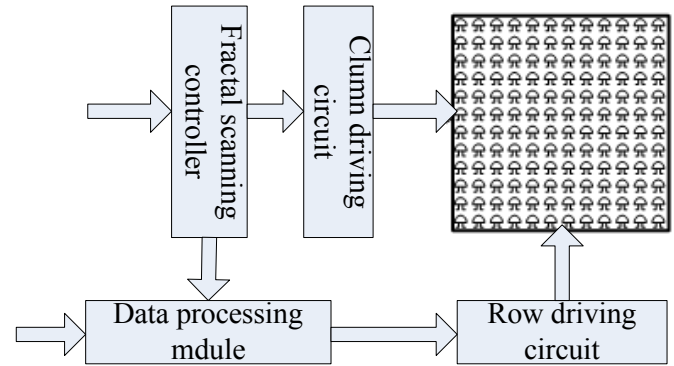 Fractal scanning
controller
Clumn driving
circuit
Data processing
mdule
Row driving
circuit